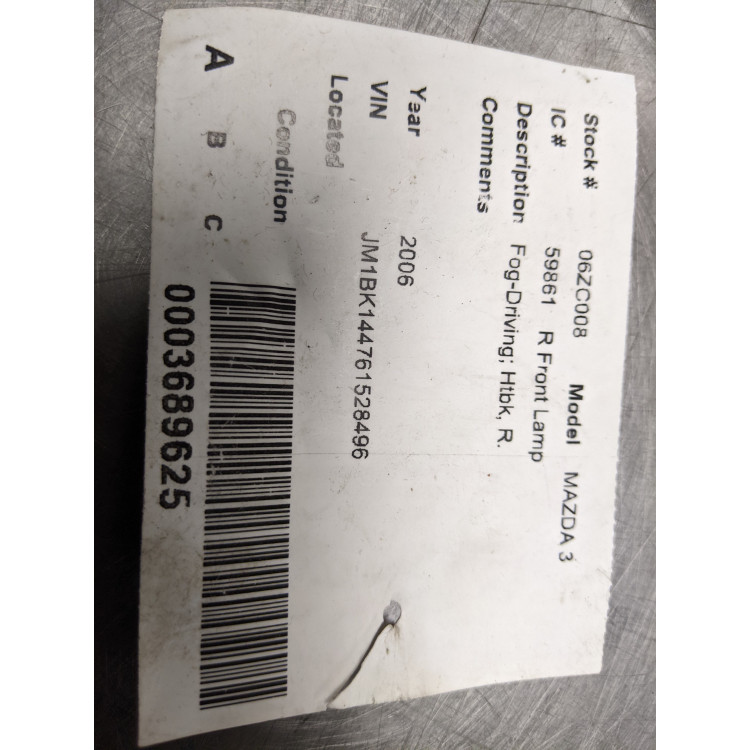 Stock # 06ZC008 Model MAZDA 3
IC # 59861 R Front Lamp
Description Fog-Driving; Htbk, R.
Comments
Year 2006
VIN JM1BK144761528496
Located
Condition
A B C
0003689625